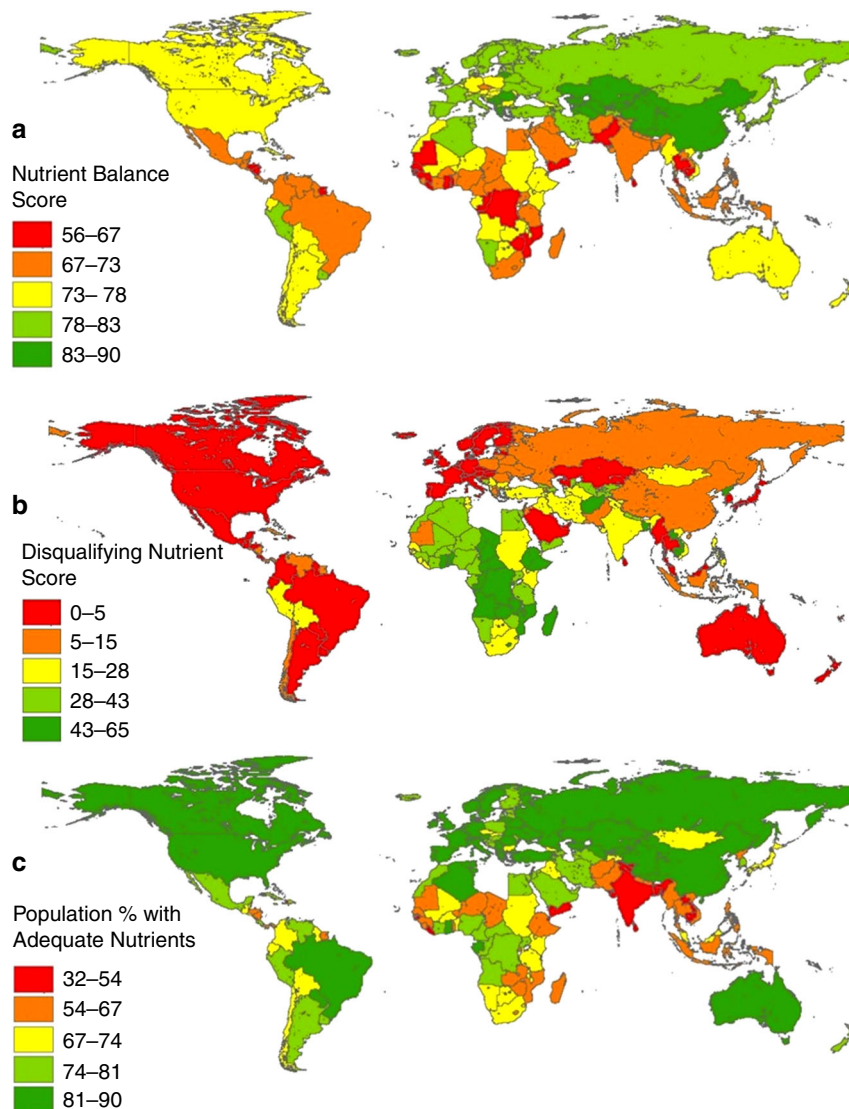 a
Nutrient Balance
Score
56–67
67–73
73– 78
78–83
83–90
b
Disqualifying Nutrient
Score
0–5
5–15
15–28
28–43
43–65
c
Population % with
Adequate Nutrients
32–54
54–67
67–74
74–81
81–90